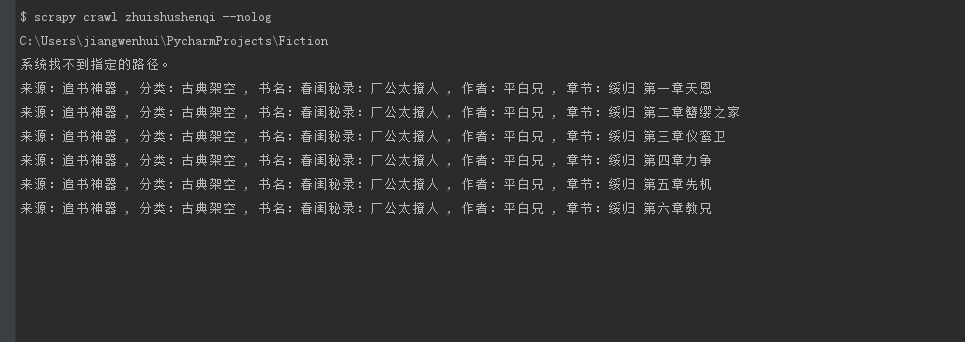 $ scrapy crawl zhuishushenqi --nolog
C:\Users\jiangwenhui\PycharmProjects\Fiction
系统找不到指定的路径。
来源: 追书神器 , 分类: 古典架空 , 书名: 春闺秘录: 厂公太撩人 , 作者: 平白兄 , 章节: 绥归 第一章天恩
来源: 追书神器 , 分类: 古典架空 , 书名: 春闺秘录: 厂公太撩人 , 作者: 平白兄 , 章节: 绥归 第二章簪缨之家
来源: 追书神器 , 分类: 古典架空 , 书名: 春闺秘录: 厂公太撩人 , 作者: 平白兄 , 章节: 绥归 第三章仪鸾卫
来源: 追书神器 , 分类: 古典架空 , 书名: 春闺秘录: 厂公太撩人 , 作者: 平白兄 , 章节: 绥归 第四章力争
来源: 追书神器 , 分类: 古典架空 , 书名: 春闺秘录: 厂公太撩人 , 作者: 平白兄 , 章节: 绥归 第五章先机
来源: 追书神器 , 分类: 古典架空 , 书名: 春闺秘录: 厂公太撩人 , 作者: 平白兄 , 章节: 绥归 第六章教兄